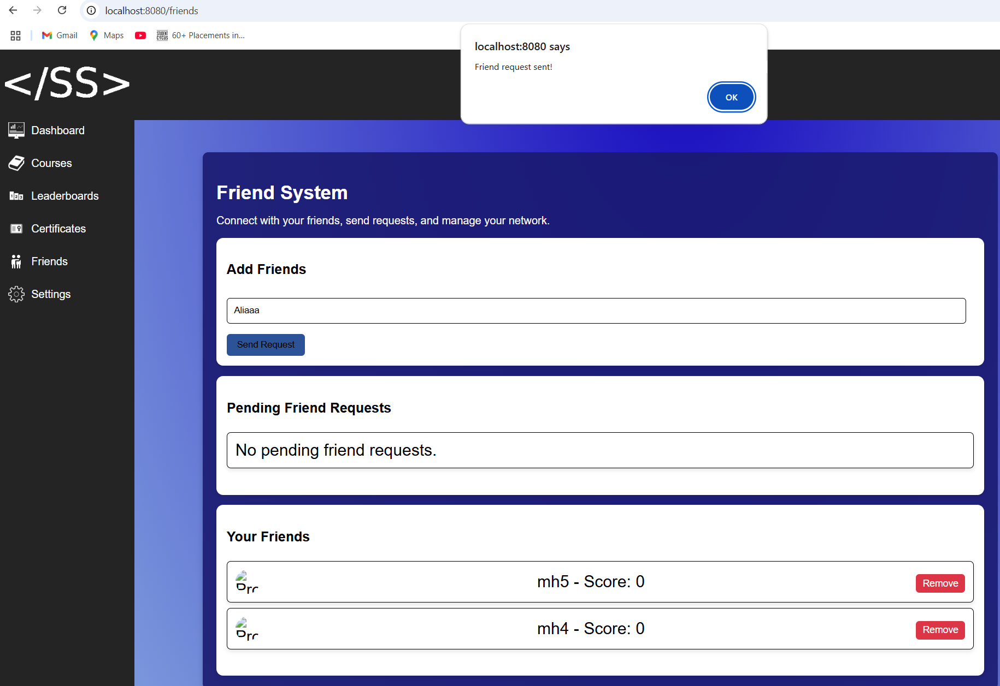 localhost:8080/friends
Gmail
Maps
STUDENT CIRCUS
60+ Placements in...
localhost:8080 says
Friend request sent!
OK
</SS>
Dashboard
Courses
Leaderboards
Certificates
Friends
Settings
Friend System
Connect with your friends, send requests, and manage your network.
Add Friends
Aliaaa
Send Request
Pending Friend Requests
No pending friend requests.
Your Friends
mh5 - Score: 0
Remove
mh4 - Score: 0
Remove